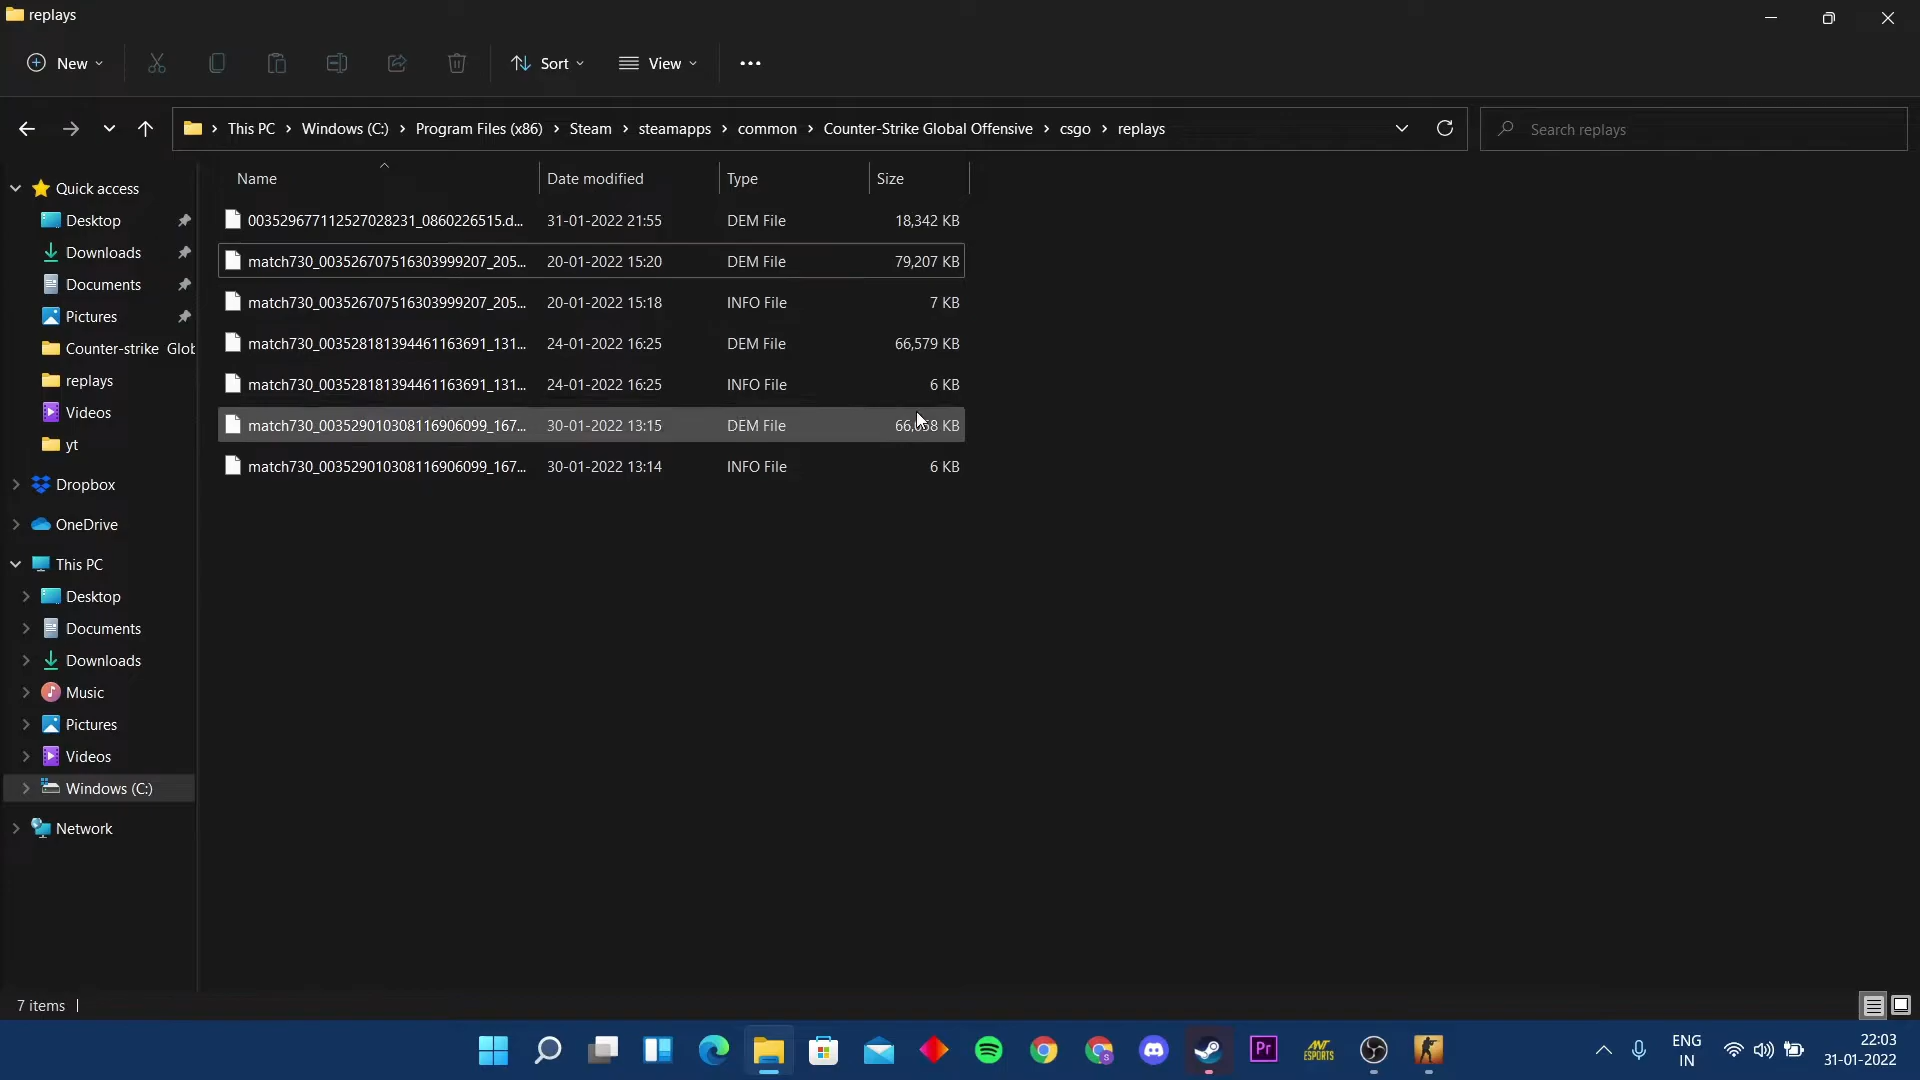 replays
New
Sort
View
This PC
Windows (C:)
Program Files (x86)
Steam
steamapps
common
Counter-Strike Global Offensive
csgo
replays
Search replays
Name
Date modified
Type
Size
003529677112527028231_0860226515.d... 31-01-2022 21:55 DEM File 18,342 KB
match730_003526707516303999207_205... 20-01-2022 15:20 DEM File 79,207 KB
match730_003526707516303999207_205... 20-01-2022 15:18 INFO File 7 KB
match730_003528181394461163691_131... 24-01-2022 16:25 DEM File 66,579 KB
match730_003528181394461163691_131... 24-01-2022 16:25 INFO File 6 KB
match730_003529010308116906099_167... 30-01-2022 13:15 DEM File KB
match730_003529010308116906099_167... 30-01-2022 13:14 INFO File 6 KB
Quick access
Desktop
Downloads
Documents
Pictures
Counter-strike Glob
replays
Videos
yt
Dropbox
OneDrive
This PC
Desktop
Documents
Downloads
Music
Pictures
Videos
Windows (C:)
Network
7 items
Pr
ANT
ESPORTS
ENG
IN
22:03
31-01-2022